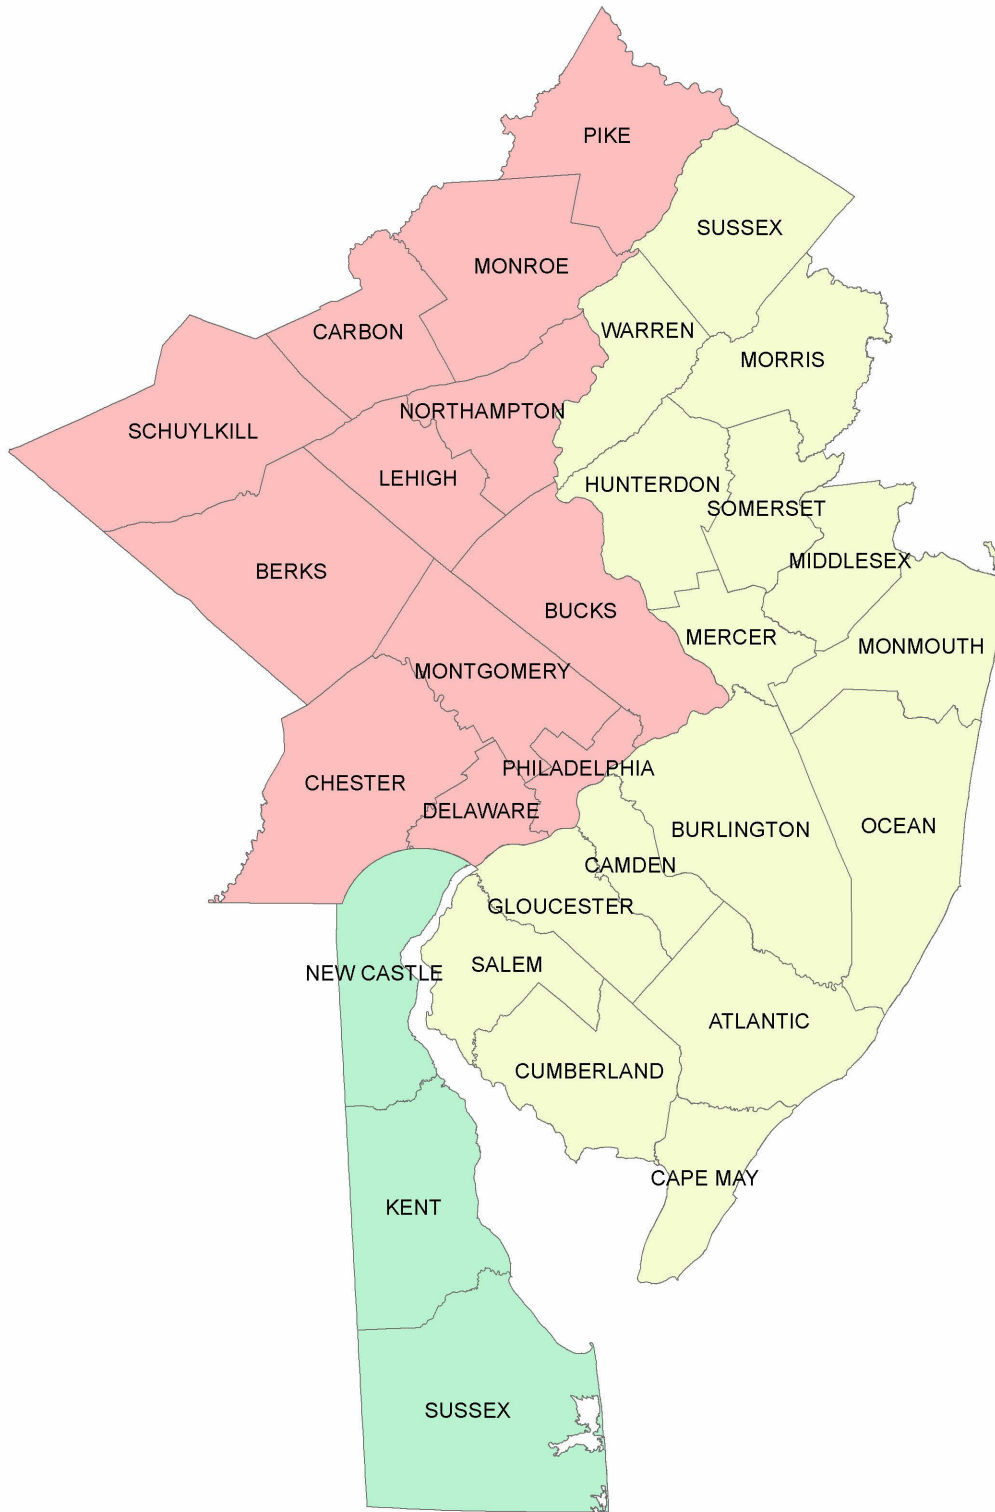 PIKE
SUSSEX
MONROE
WARREN
CARBON
MORRIS
NORTHAMPTON
SCHUYLKILL
LEHIGH
HUNTERDON
SOMERSET
MIDDLESEX
BERKS
BUCKS
MERCER
MONMOUTH
MONTGOMERY
PHILADELPHIA
CHESTER
DELAWARE
OCEAN
BURLINGTON
CAMDEN
GLOUCESTER
SALEM
NEW CASTLE
ATLANTIC
CUMBERLAND
CAPE MAY
KENT
SUSSEX